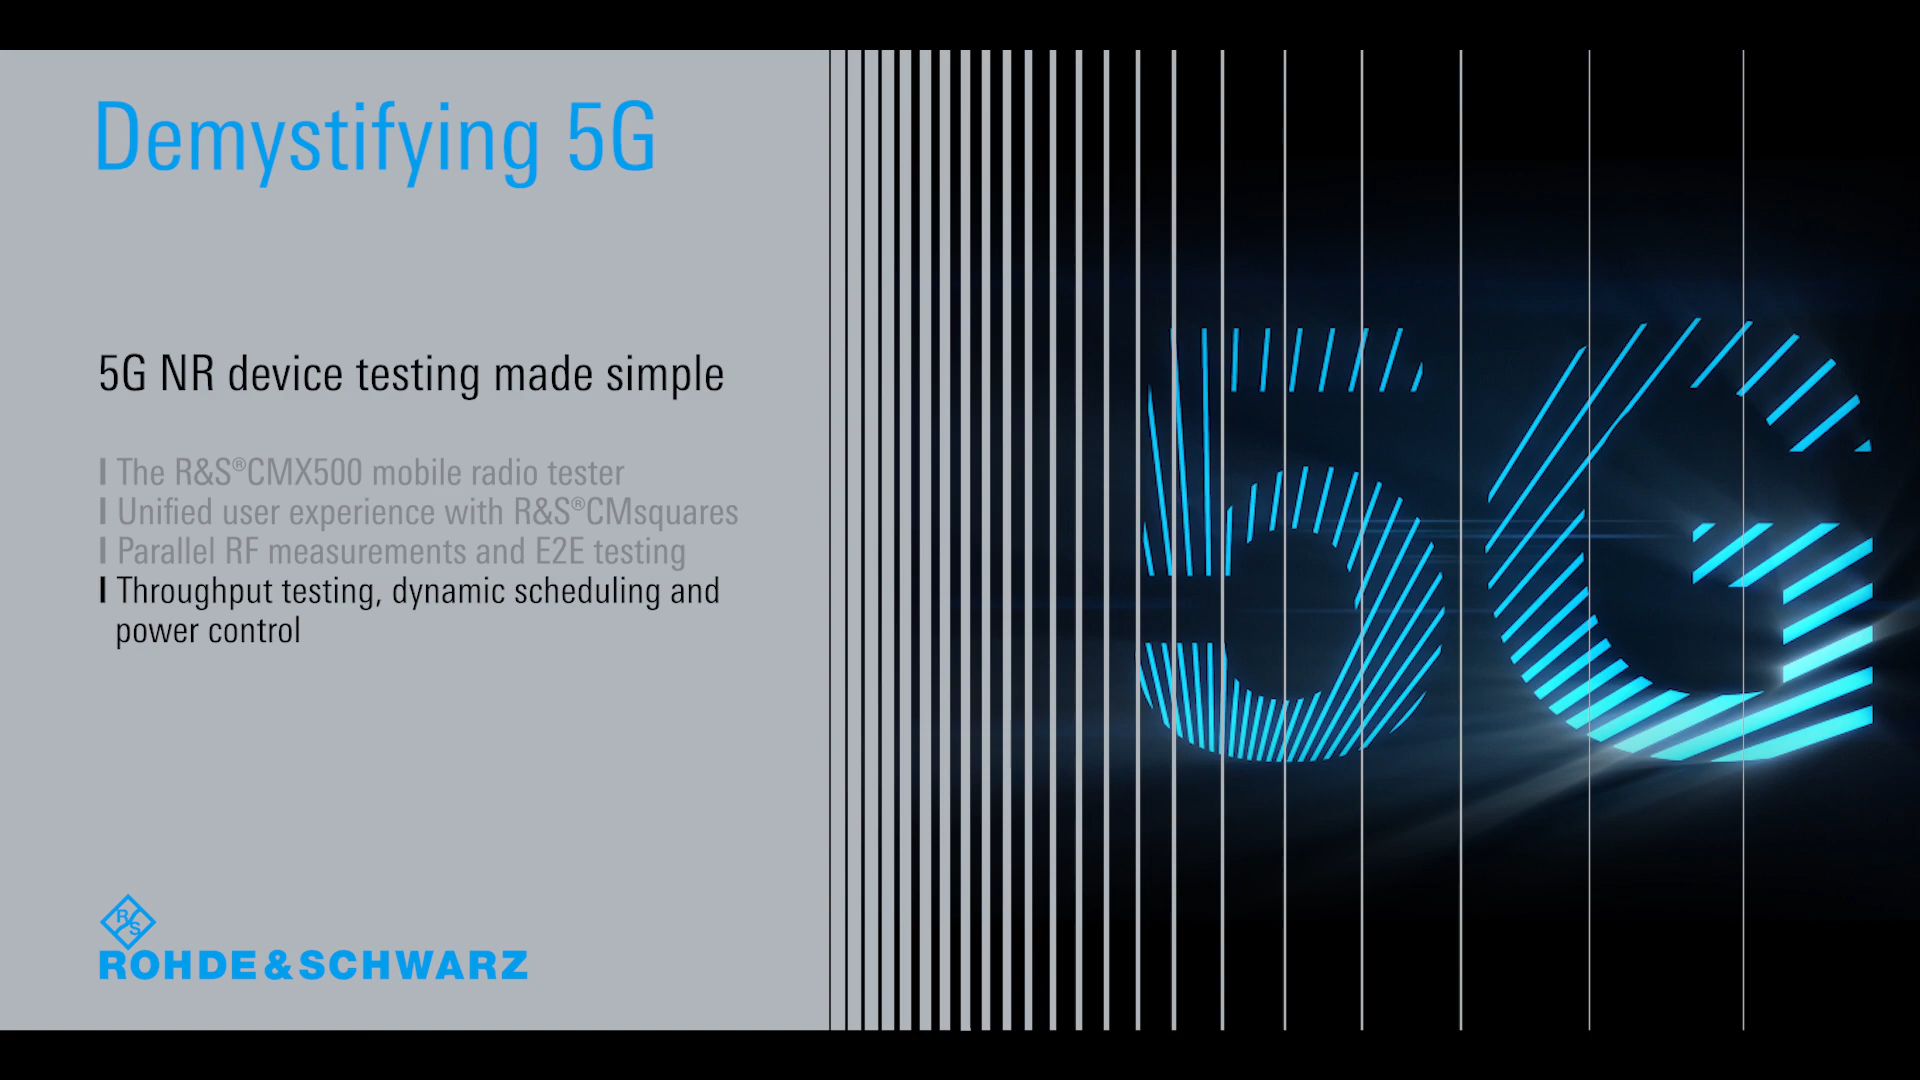 Demystifying 5G
5G NR device testing made simple
| The R&S®CMX500 mobile radio tester
| Unified user experience with R&S®CMsquares
| Parallel RF measurements and E2E testing
| Throughput testing, dynamic scheduling and
power control
5G
R&S
ROHDE&SCHWARZ